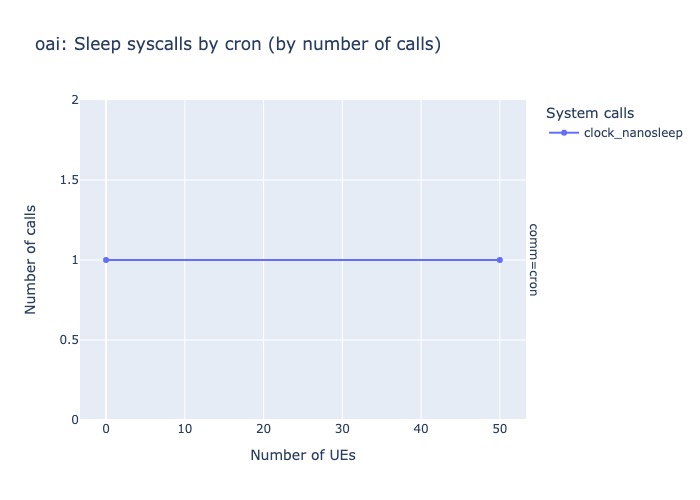 oai: Sleep syscalls by cron (by number of calls)
System calls
clock_nanosleep
Number of calls
2
1.5
1
0.5
0
comm=cron
0 10 20 30 40 50
Number of UEs